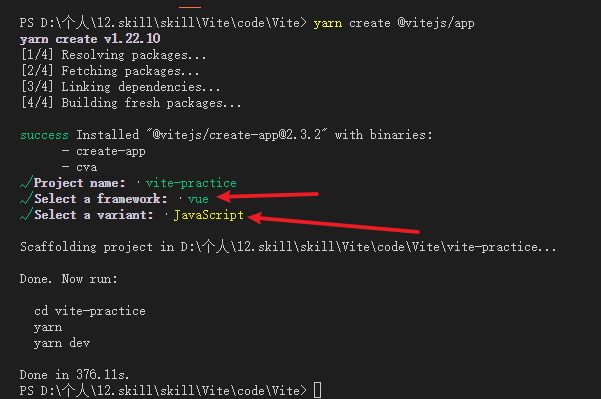 PS D:\个人\12.skill\skill\Vite\code\Vite> yarn create @vitejs/app
yarn create v1.22.10
[1/4] Resolving packages...
[2/4] Fetching packages...
[3/4] Linking dependencies...
[4/4] Building fresh packages...
success Installed "@vitejs/create-app@2.3.2" with binaries:
- create-app
- cva
√Project name: · vite-practice
√Select a framework: · vue
√Select a variant: · JavaScript
Scaffolding project in D:\个人\12.skill\skill\Vite\code\Vite\vite-practice...
Done. Now run:
cd vite-practice
yarn
yarn dev
Done in 376.11s.
PS D:\个人\12.skill\skill\Vite\code\Vite>